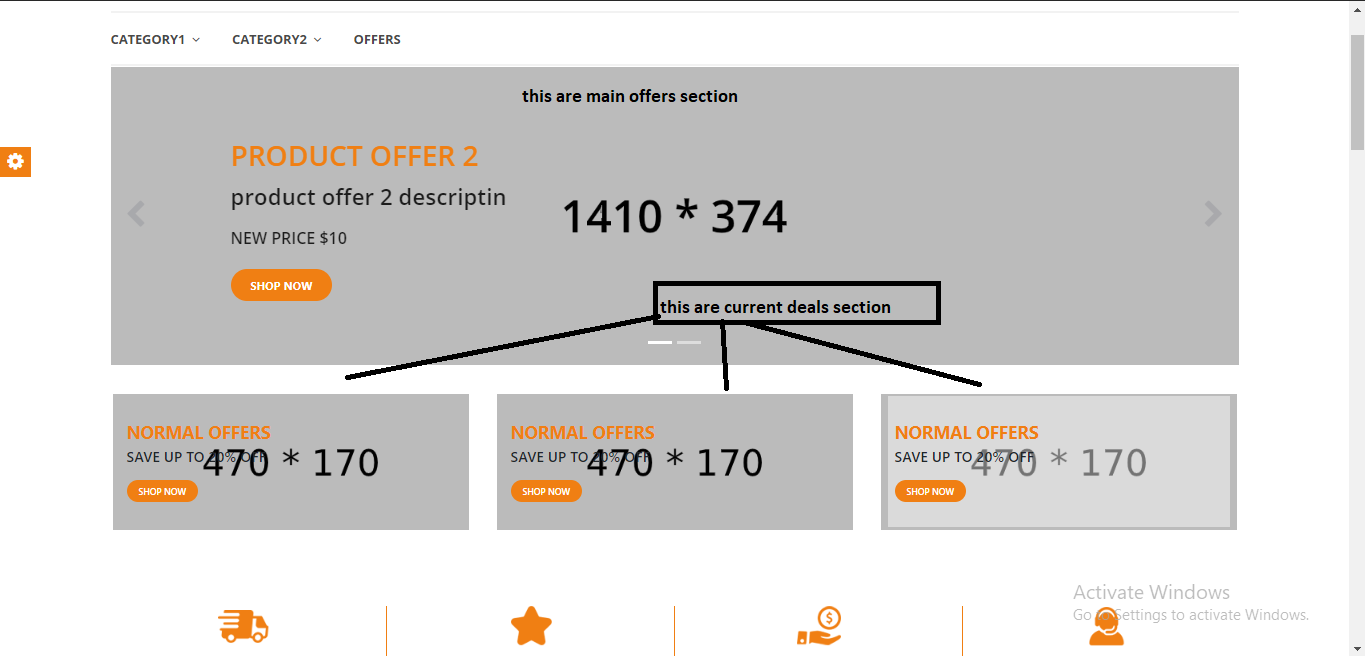 CATEGORY1 CATEGORY2 OFFERS
this are main offers section
PRODUCT OFFER 2
product offer 2 descriptin
1410 * 374
NEW PRICE $10
SHOP NOW
this are current deals section
NORMAL OFFERS
SAVE UP TO 20% OFF
470 * 170
SHOP NOW
NORMAL OFFERS
SAVE UP TO 20% OFF
470 * 170
SHOP NOW
NORMAL OFFERS
SAVE UP TO 20% OFF
470 * 170
SHOP NOW
Activate Windows
Go to Settings to activate Windows.